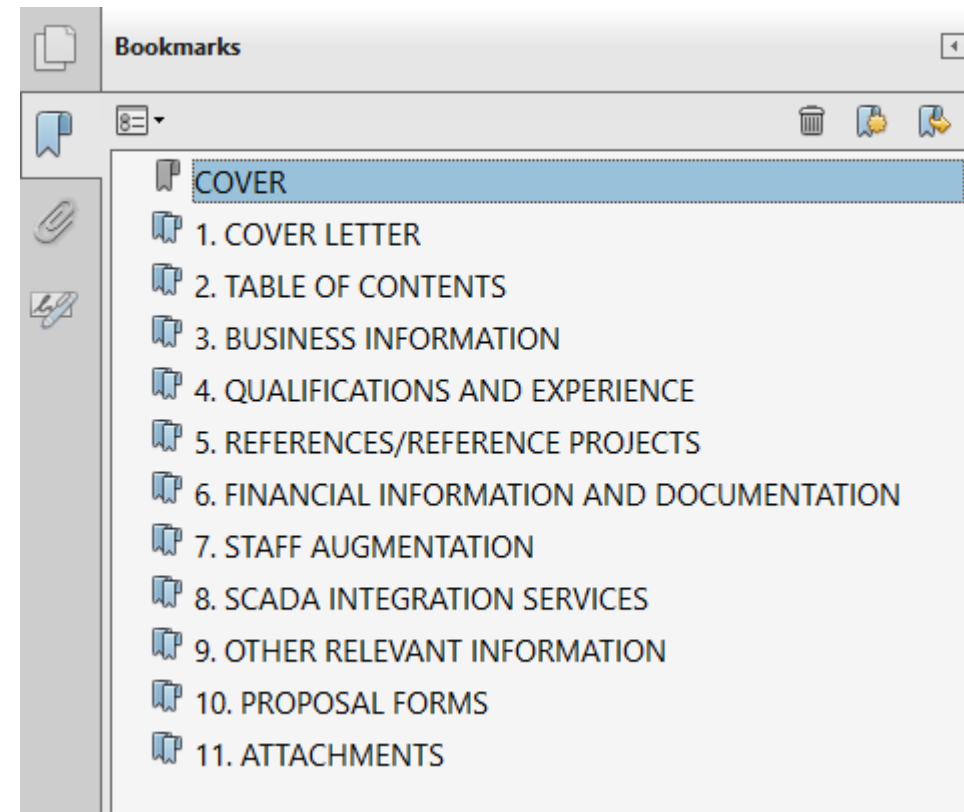 Bookmarks
COVER
1. COVER LETTER
2. TABLE OF CONTENTS
3. BUSINESS INFORMATION
4. QUALIFICATIONS AND EXPERIENCE
5. REFERENCES/REFERENCE PROJECTS
6. FINANCIAL INFORMATION AND DOCUMENTATION
7. STAFF AUGMENTATION
8. SCADA INTEGRATION SERVICES
9. OTHER RELEVANT INFORMATION
10. PROPOSAL FORMS
11. ATTACHMENTS